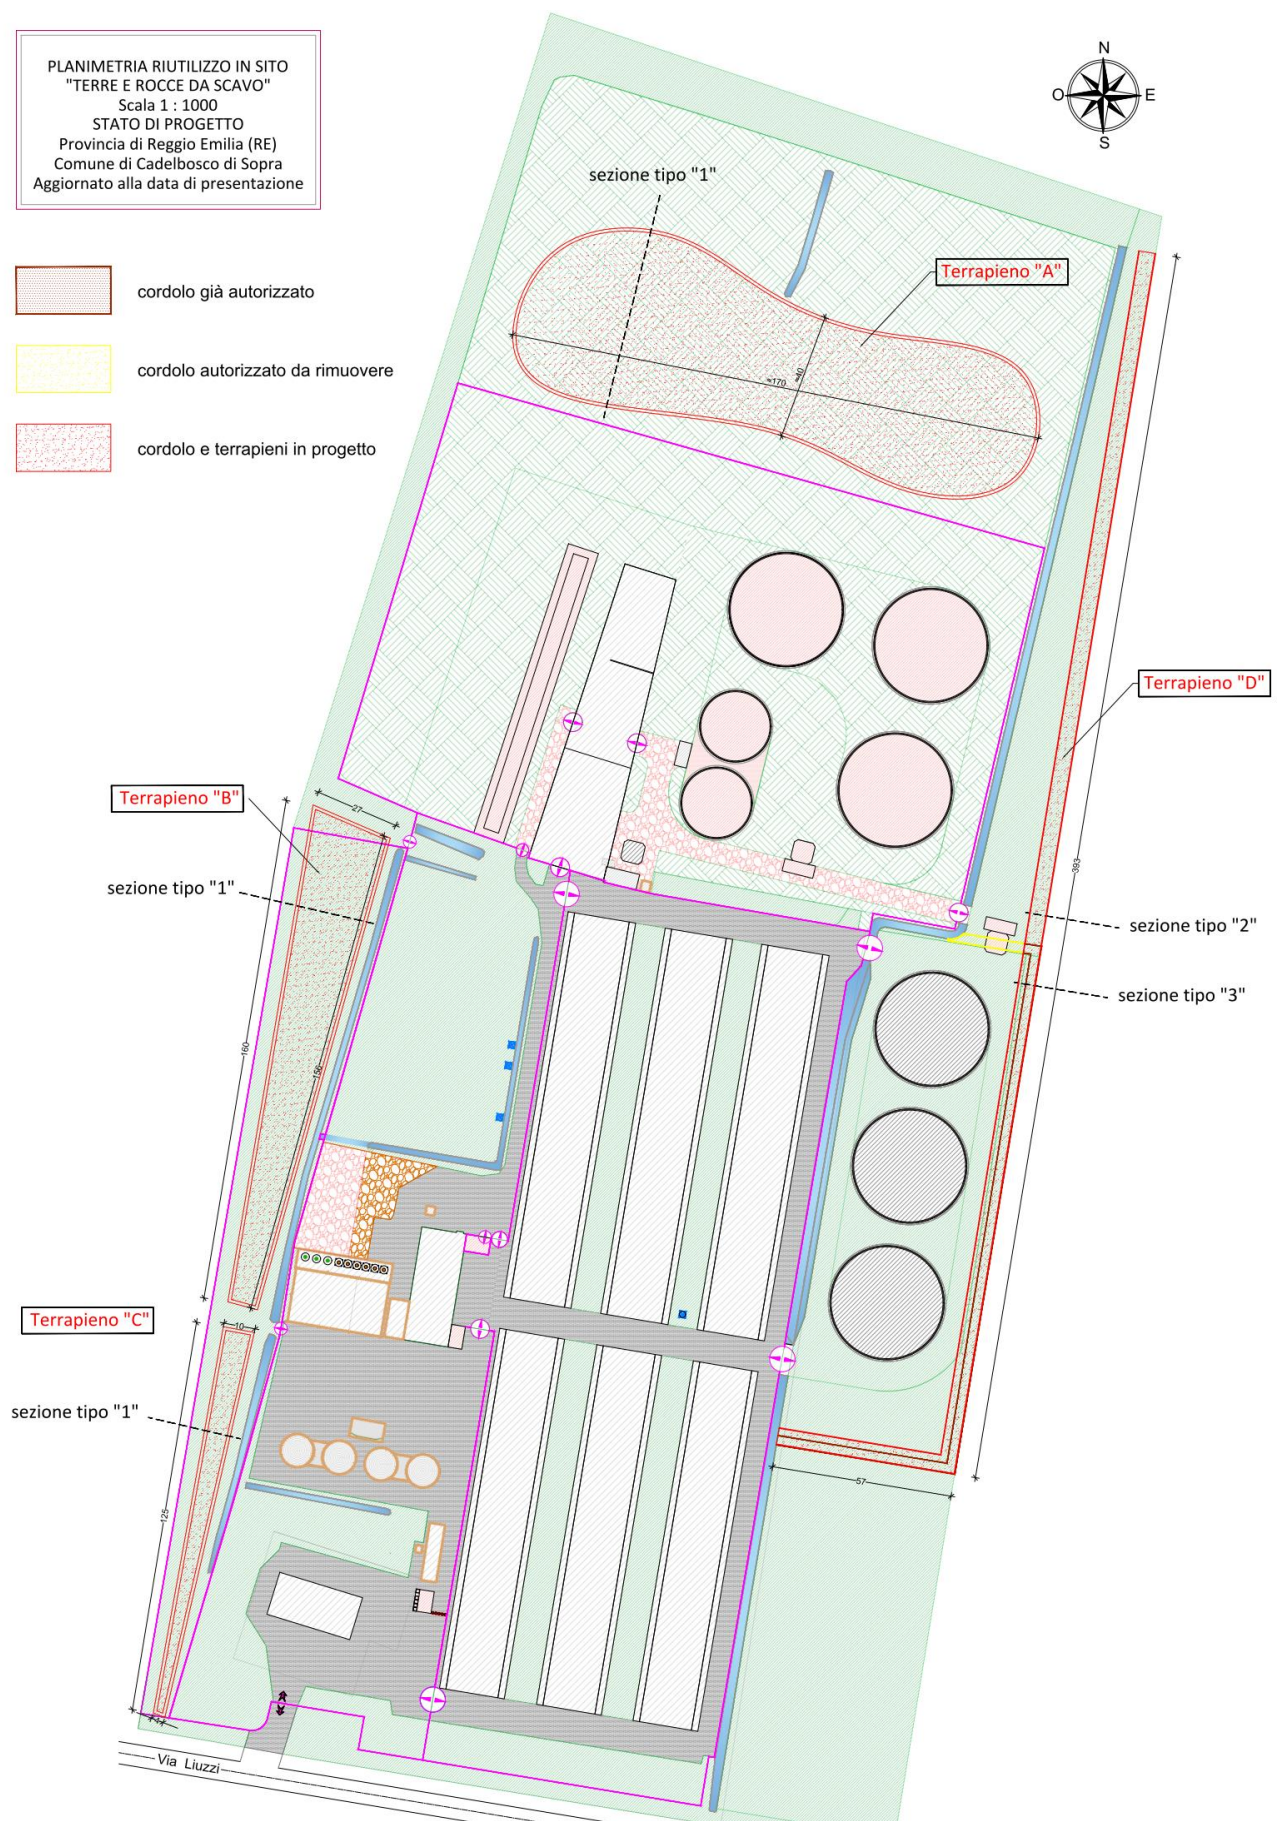 PLANIMETRIA RIUTILIZZO IN SITO
"TERRE E ROCCE DA SCAVO"
Scala 1 : 1000
STATO DI PROGETTO
Provincia di Reggio Emilia (RE)
Comune di Cadelbosco di Sopra
Aggiornato alla data di presentazione
N
O
E
S
cordolo già autorizzato
cordolo autorizzato da rimuovere
cordolo e terrapieni in progetto
sezione tipo "1"
Terrapieno "A"
≈170
≈40
Terrapieno "D"
393
Terrapieno "B"
27
sezione tipo "1"
160
156
sezione tipo "2"
sezione tipo "3"
Terrapieno "C"
10
sezione tipo "1"
125
57
Via Liuzzi